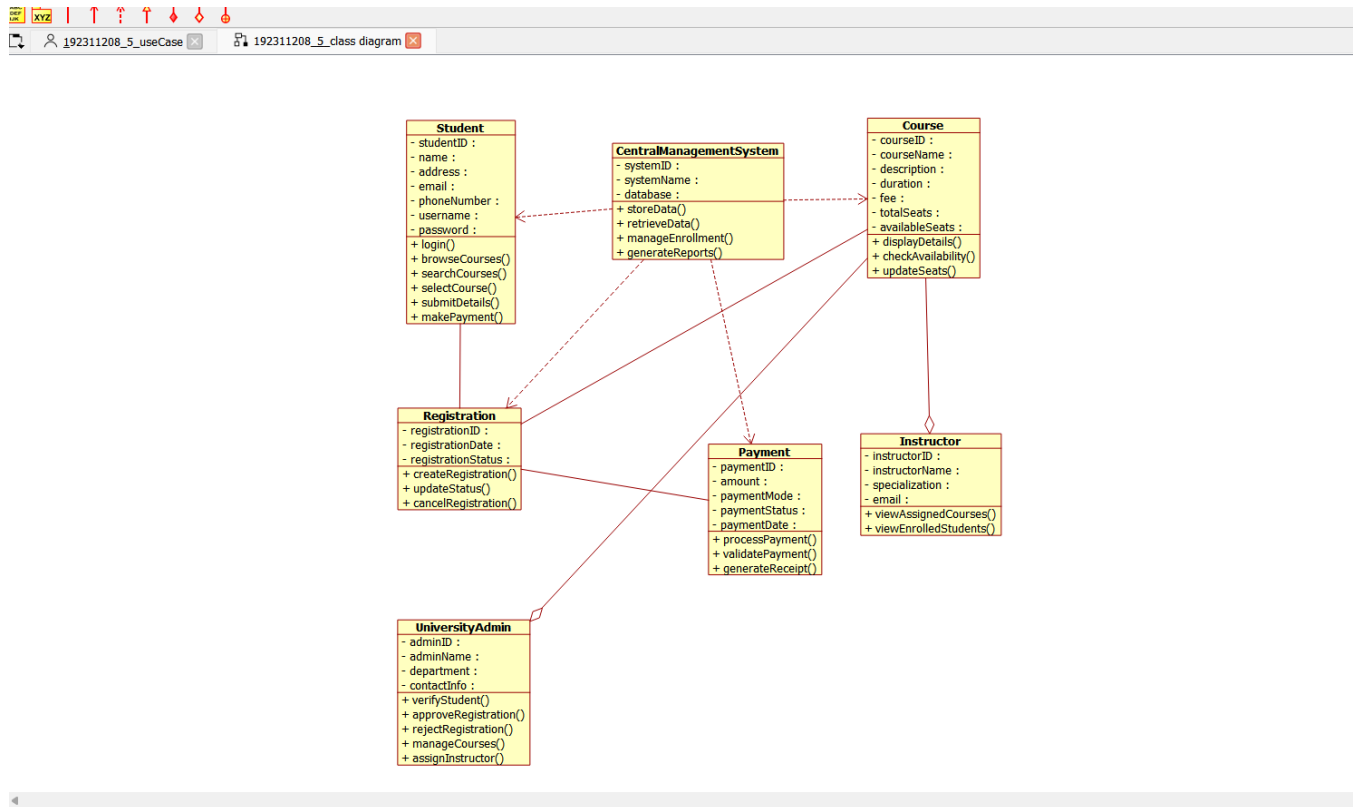 DEF
IJK
XYZ
192311208_5_useCase
192311208_5_class diagram
Student
- studentID :
- name :
- address :
- email :
- phoneNumber :
- username :
- password :
+ login()
+ browseCourses()
+ searchCourses()
+ selectCourse()
+ submitDetails()
+ makePayment()
CentralManagementSystem
- systemID :
- systemName :
- database :
+ storeData()
+ retrieveData()
+ manageEnrollment()
+ generateReports()
Course
- courseID :
- courseName :
- description :
- duration :
- fee :
- totalSeats :
- availableSeats :
+ displayDetails()
+ checkAvailability()
+ updateSeats()
Registration
- registrationID :
- registrationDate :
- registrationStatus :
+ createRegistration()
+ updateStatus()
+ cancelRegistration()
Payment
- paymentID :
- amount :
- paymentMode :
- paymentStatus :
- paymentDate :
+ processPayment()
+ validatePayment()
+ generateReceipt()
Instructor
- instructorID :
- instructorName :
- specialization :
- email :
+ viewAssignedCourses()
+ viewEnrolledStudents()
UniversityAdmin
- adminID :
- adminName :
- department :
- contactInfo :
+ verifyStudent()
+ approveRegistration()
+ rejectRegistration()
+ manageCourses()
+ assignInstructor()